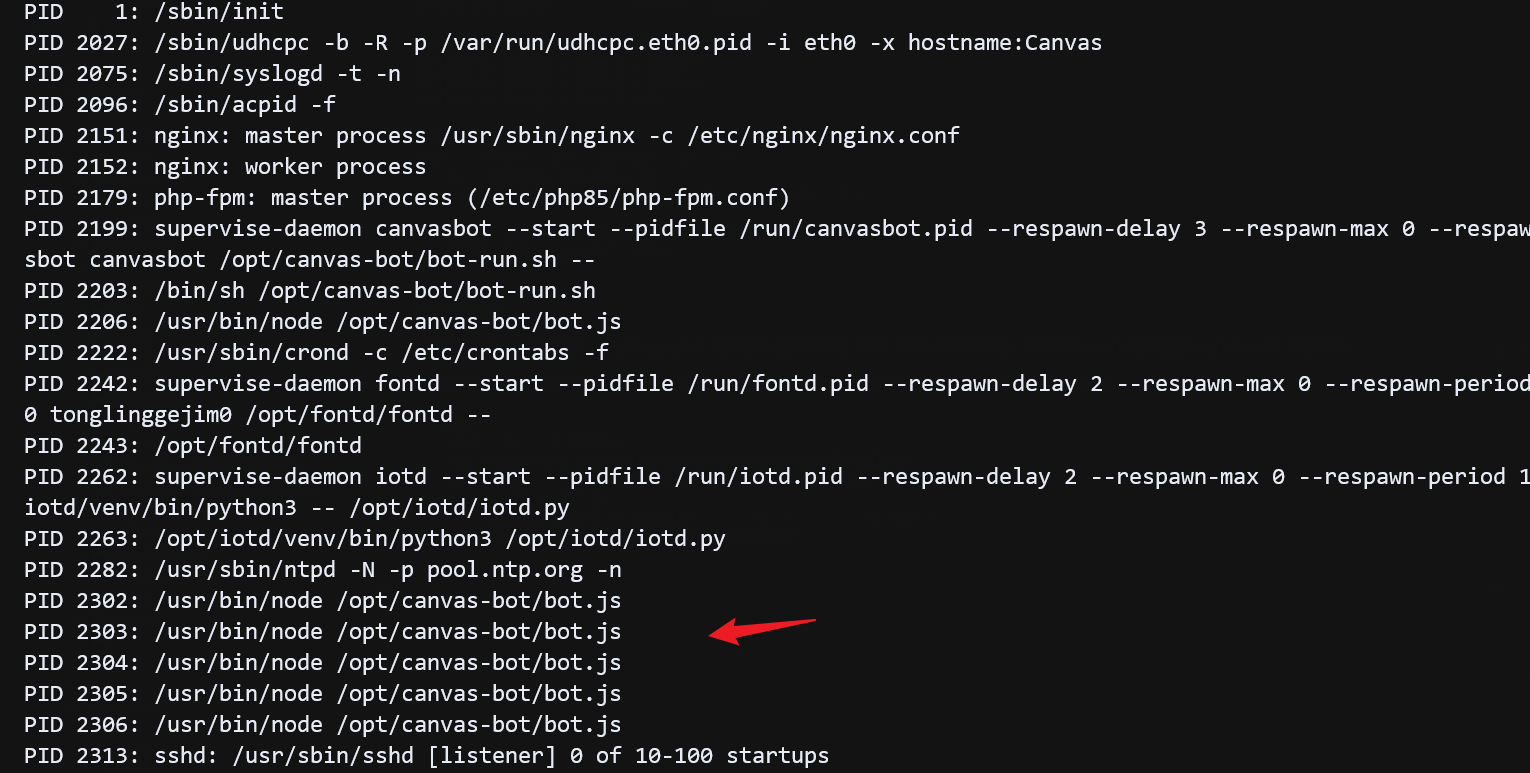 PID    1: /sbin/init
PID 2027: /sbin/udhcpc -b -R -p /var/run/udhcpc.eth0.pid -i eth0 -x hostname:Canvas
PID 2075: /sbin/syslogd -t -n
PID 2096: /sbin/acpid -f
PID 2151: nginx: master process /usr/sbin/nginx -c /etc/nginx/nginx.conf
PID 2152: nginx: worker process
PID 2179: php-fpm: master process (/etc/php85/php-fpm.conf)
PID 2199: supervise-daemon canvasbot --start --pidfile /run/canvasbot.pid --respawn-delay 3 --respawn-max 0 --respaw
sbot canvasbot /opt/canvas-bot/bot-run.sh --
PID 2203: /bin/sh /opt/canvas-bot/bot-run.sh
PID 2206: /usr/bin/node /opt/canvas-bot/bot.js
PID 2222: /usr/sbin/crond -c /etc/crontabs -f
PID 2242: supervise-daemon fontd --start --pidfile /run/fontd.pid --respawn-delay 2 --respawn-max 0 --respawn-period
0 tonglinggejim0 /opt/fontd/fontd --
PID 2243: /opt/fontd/fontd
PID 2262: supervise-daemon iotd --start --pidfile /run/iotd.pid --respawn-delay 2 --respawn-max 0 --respawn-period 1
iotd/venv/bin/python3 -- /opt/iotd/iotd.py
PID 2263: /opt/iotd/venv/bin/python3 /opt/iotd/iotd.py
PID 2282: /usr/sbin/ntpd -N -p pool.ntp.org -n
PID 2302: /usr/bin/node /opt/canvas-bot/bot.js
PID 2303: /usr/bin/node /opt/canvas-bot/bot.js
PID 2304: /usr/bin/node /opt/canvas-bot/bot.js
PID 2305: /usr/bin/node /opt/canvas-bot/bot.js
PID 2306: /usr/bin/node /opt/canvas-bot/bot.js
PID 2313: sshd: /usr/sbin/sshd [listener] 0 of 10-100 startups